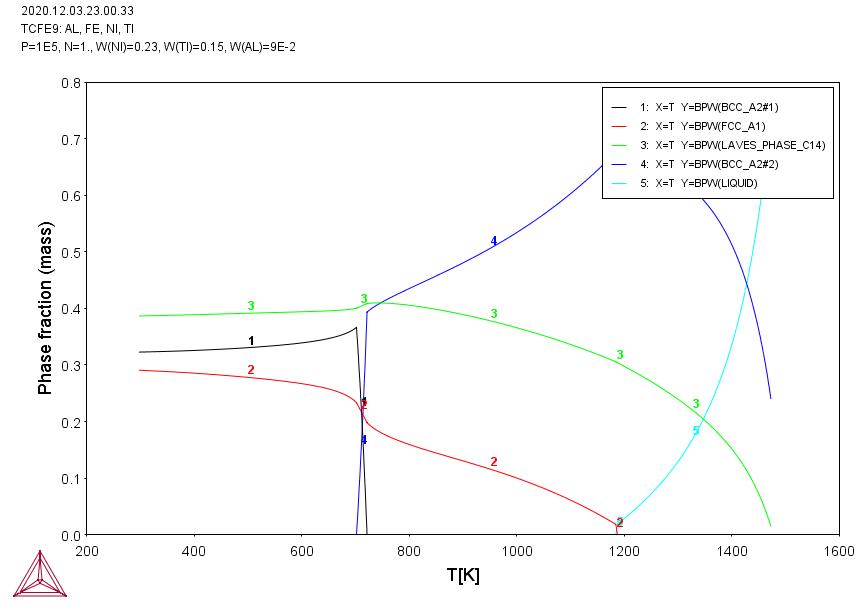 2020.12.03.23.00.33
TCFE9: AL, FE, NI, TI
P=1E5, N=1., W(NI)=0.23, W(TI)=0.15, W(AL)=9E-2
0.8
0.7
0.6
0.5
0.4
0.3
0.2
0.1
0.0
Phase fraction (mass)
1: X=T Y=BPW(BCC_A2#1)
2: X=T Y=BPW(FCC_A1)
3: X=T Y=BPW(LAVES_PHASE_C14)
4: X=T Y=BPW(BCC_A2#2)
5: X=T Y=BPW(LIQUID)
4
3
3
3
3
3
1
2
4
2
5
2
200 400 600 800 1000 1200 1400 1600
T[K]